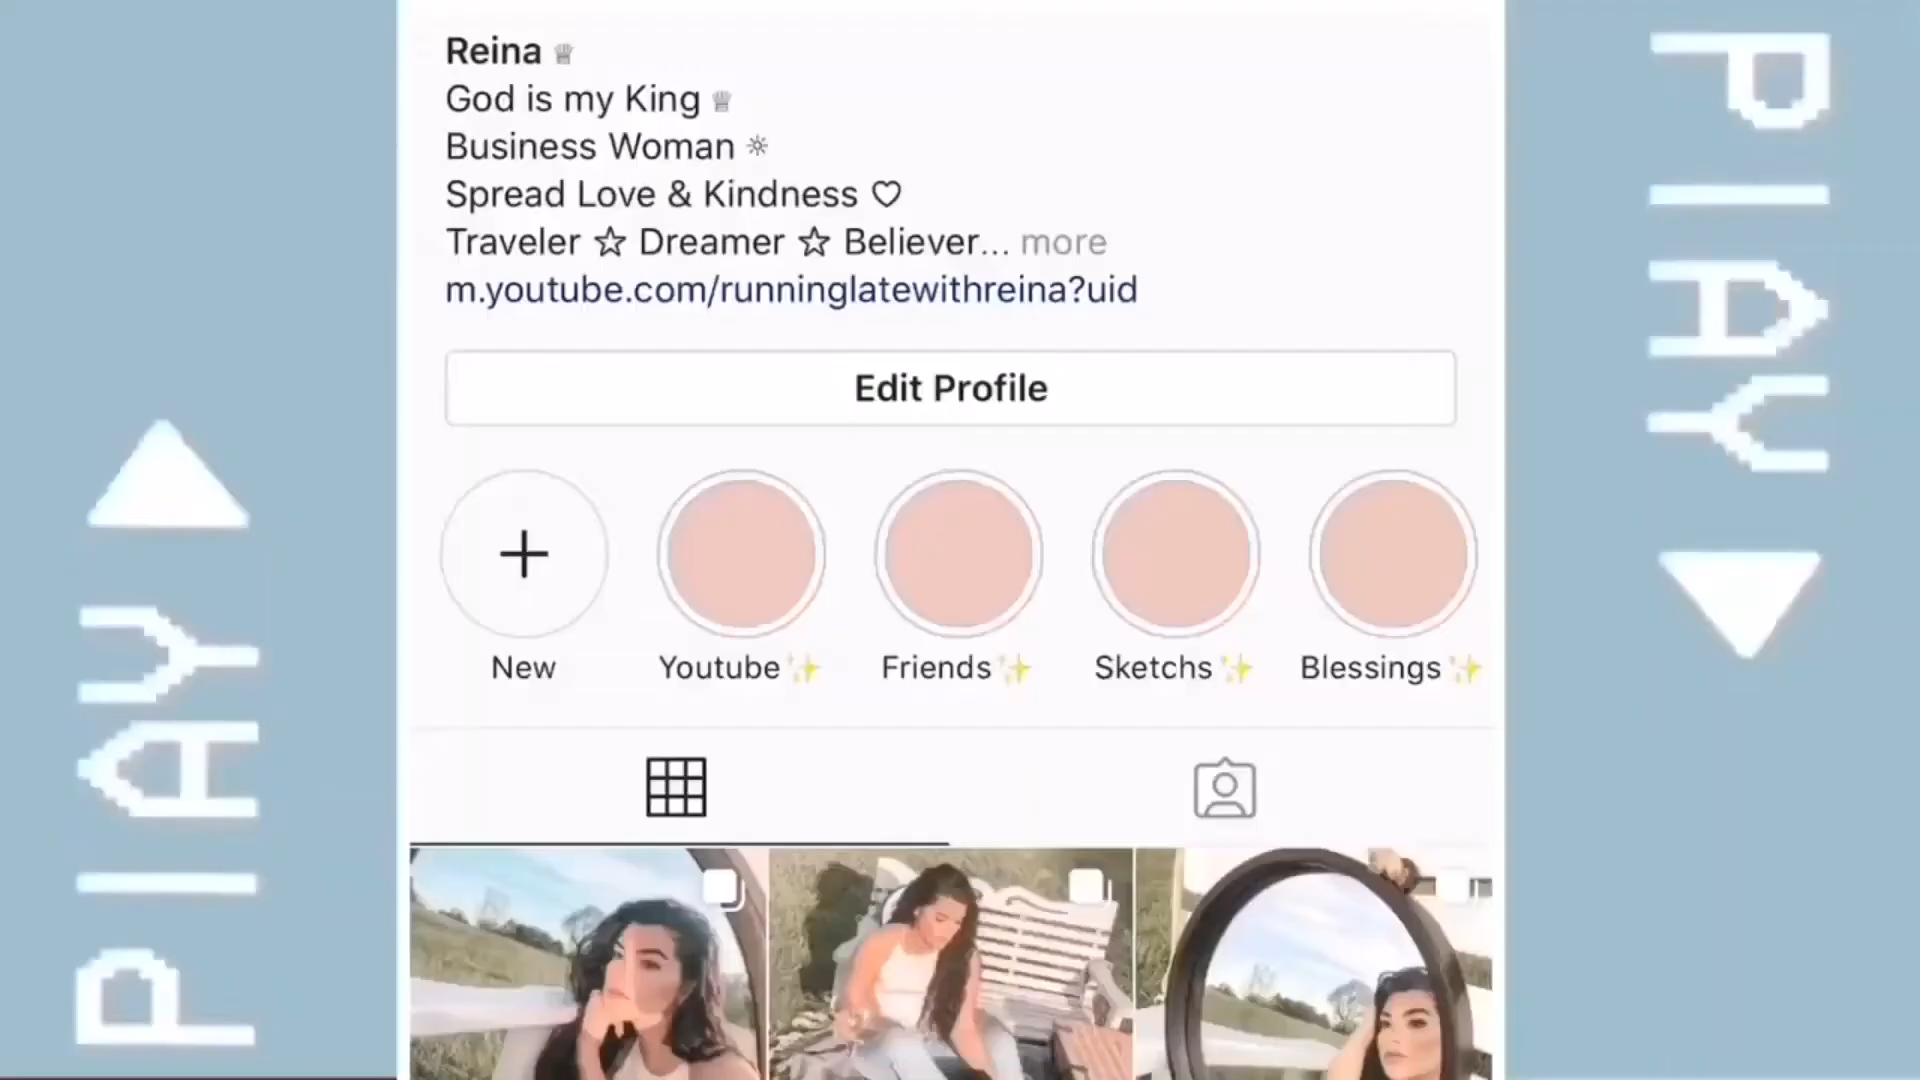 Reina ♕
God is my King ♕
Business Woman ☼
Spread Love & Kindness ♡
Traveler ☆ Dreamer ☆ Believer... more
m.youtube.com/runninglatewithreina?uid
Edit Profile
New
Youtube✨
Friends✨
Sketchs✨
Blessings✨
PLAY
PLAY